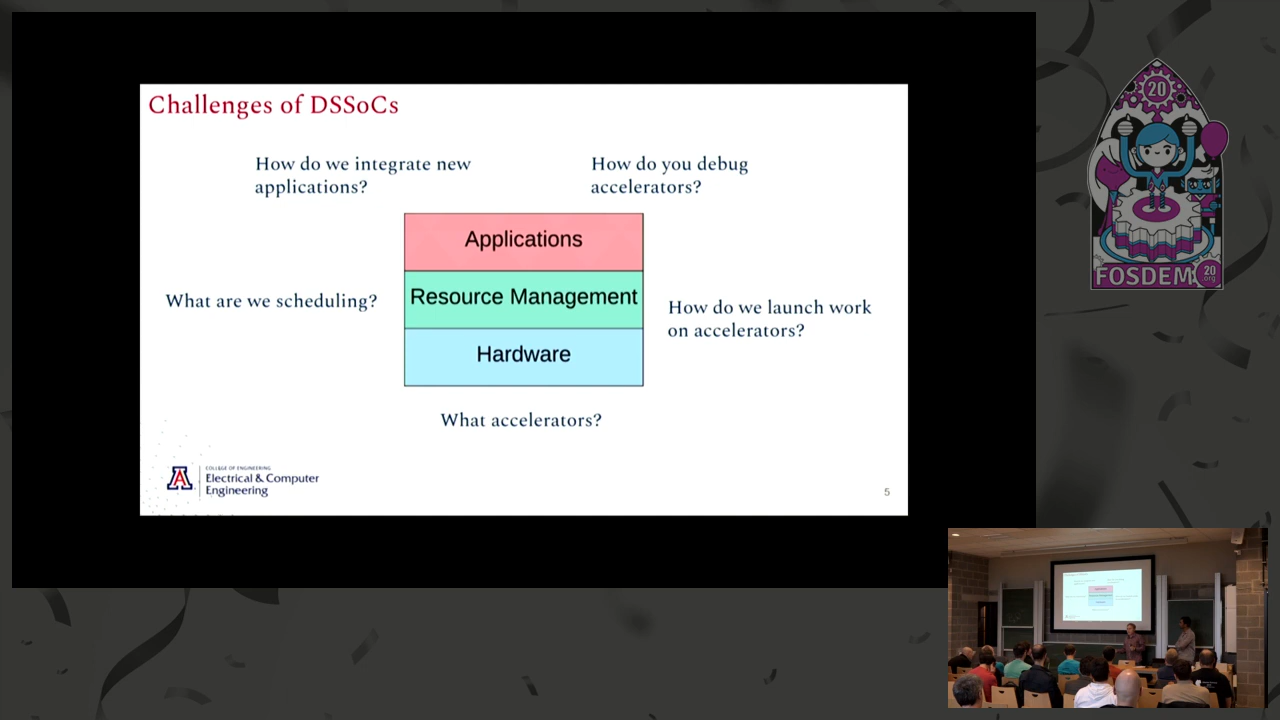 Challenges of DSSoCs
How do we integrate new
applications?
How do you debug
accelerators?
Applications
What are we scheduling?
Resource Management
How do we launch work
on accelerators?
Hardware
What accelerators?
COLLEGE OF ENGINEERING
Electrical & Computer
Engineering
5
20
FOSDEM
20
.org